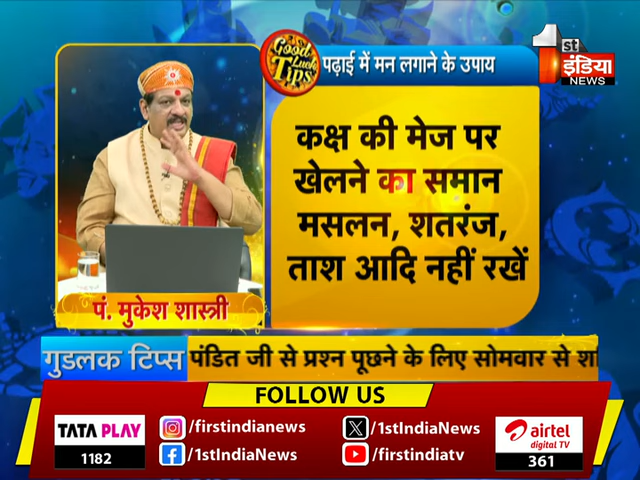 Good
Luck
Tips
पढ़ाई में मन लगाने के उपाय
1st
इंडिया
NEWS
कक्ष की मेज पर
खेलने का समान
मसलन, शतरंज,
ताश आदि नहीं रखें
पं. मुकेश शास्त्री
गुडलक टिप्स
पंडित जी से प्रश्न पूछने के लिए सोमवार से
FOLLOW US
TATA PLAY
1182
/firstindianews
/1stIndiaNews
/1stIndiaNews
/firstindiatv
airtel
digital TV
361